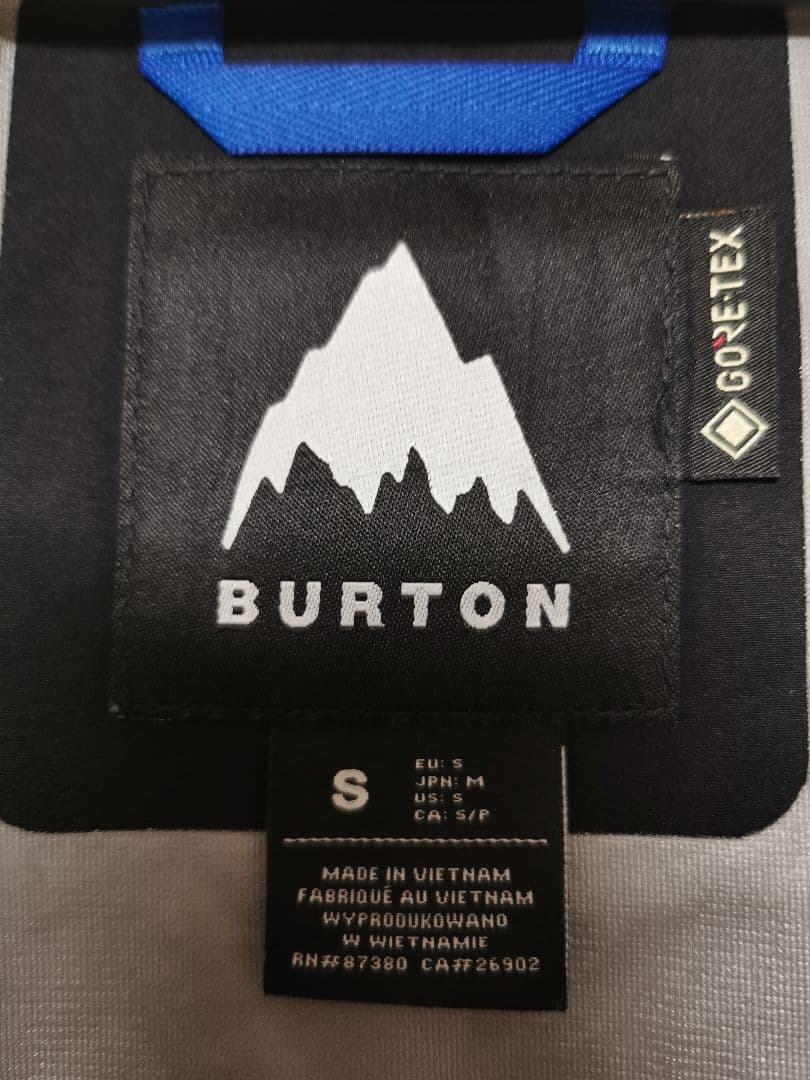 BURTON
GORE-TEX
S
EU: S
JPN: M
US: S
CA: S/P
MADE IN VIETNAM
FABRIQUÉ AU VIETNAM
WYPRODUKOWANO
W WIETNAMIE
RN#87380 CA#26902